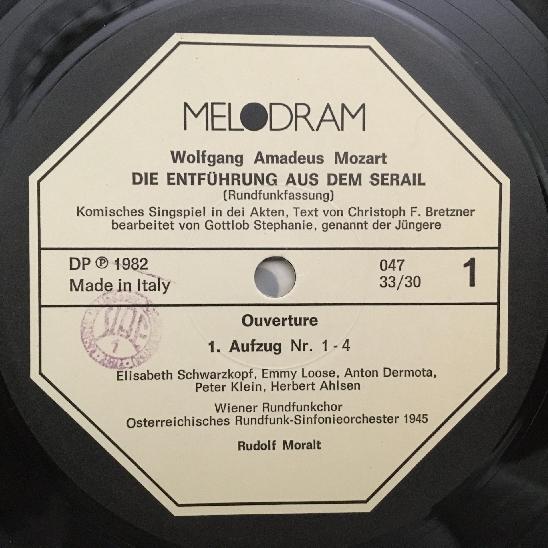 MELODRAM
Wolfgang Amadeus Mozart
DIE ENTFÜHRUNG AUS DEM SERAIL
(Rundfunkfassung)
Komisches Singspiel in dei Akten, Text von Christoph F. Bretzner
bearbeitet von Gottlob Stephanie, genannt der Jüngere
DP Ⓟ 1982
Made in Italy
047
33/30
1
Ouverture
1. Aufzug Nr. 1 - 4
Elisabeth Schwarzkopf, Emmy Loose, Anton Dermota,
Peter Klein, Herbert Ahlsen
Wiener Rundfunkchor
Osterreichisches Rundfunk-Sinfonieorchester 1945
Rudolf Moralt